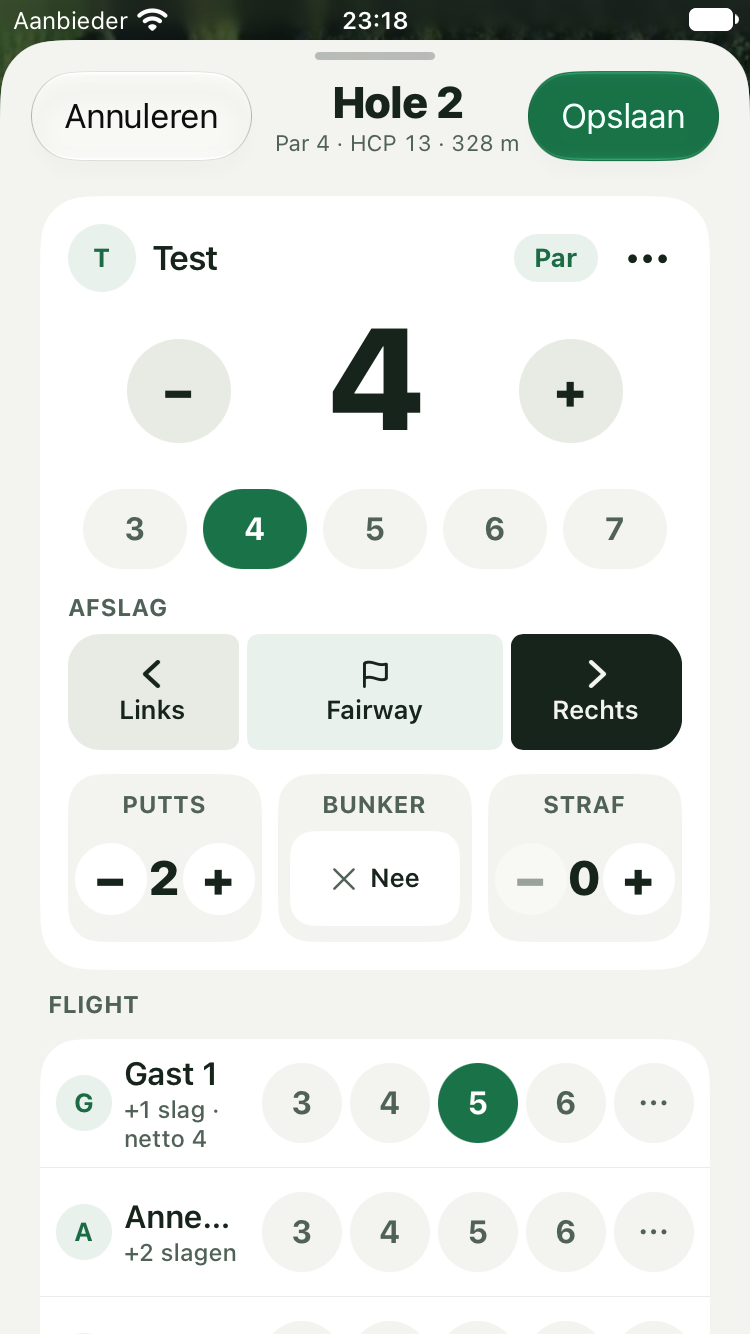 Aanbieder 23:18
Annuleren
Hole 2
Par 4 · HCP 13 · 328 m
Opslaan
T Test Par •••
– 4 +
3 4 5 6 7
AFSLAG
Links Fairway Rechts
PUTTS BUNKER STRAF
– 2 + Nee – 0 +
FLIGHT
G Gast 1
+1 slag ·
netto 4
3 4 5 6 ···
A Anne...
+2 slagen
3 4 5 6 ···